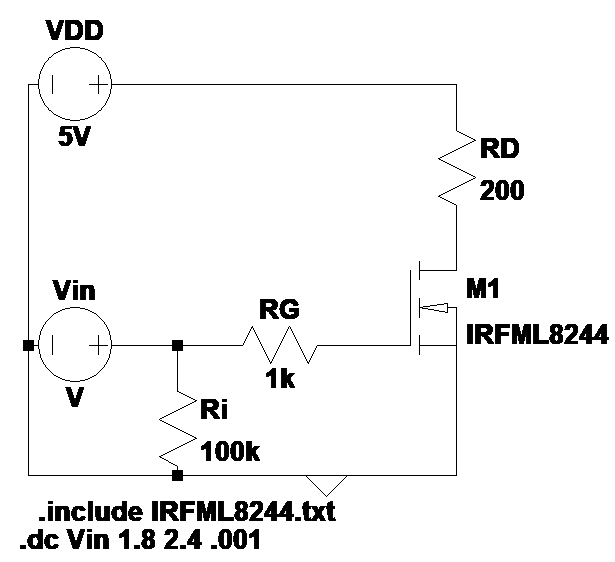 VDD
5V
RD
200
Vin
V
RG
1k
M1
IRFML8244
Ri
100k
.include IRFML8244.txt
.dc Vin 1.8 2.4 .001